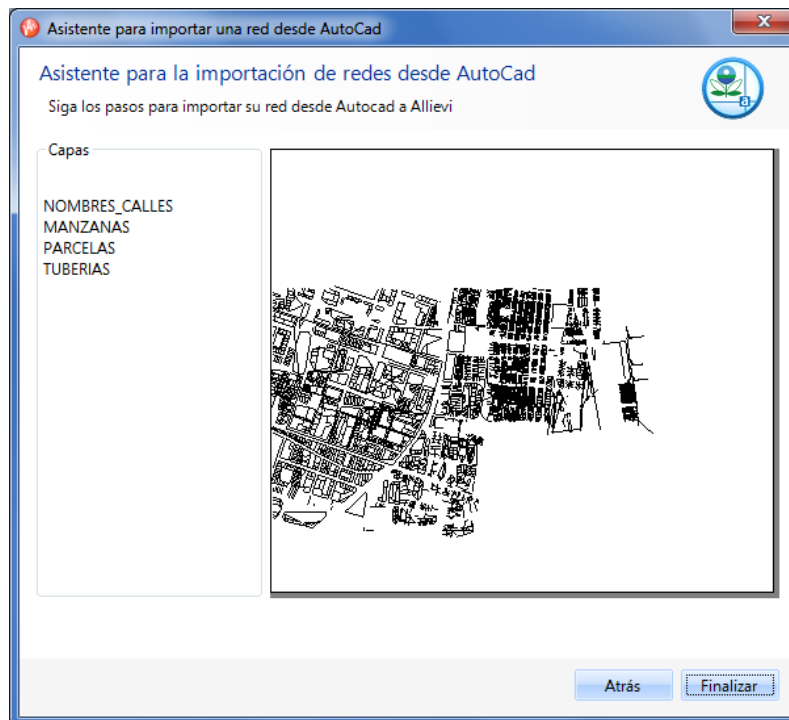 Asistente para importar una red desde AutoCad
Asistente para la importación de redes desde AutoCad
Siga los pasos para importar su red desde Autocad a Allievi
Capas
NOMBRES_CALLES
MANZANAS
PARCELAS
TUBERIAS
Atrás
Finalizar